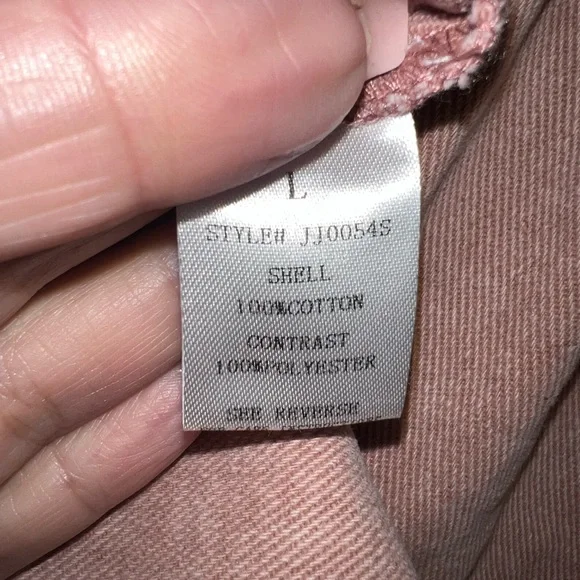 L
STYLE# JJ0054S
SHELL
100%COTTON
CONTRAST
100%POLYESTER
SEE REVERSE